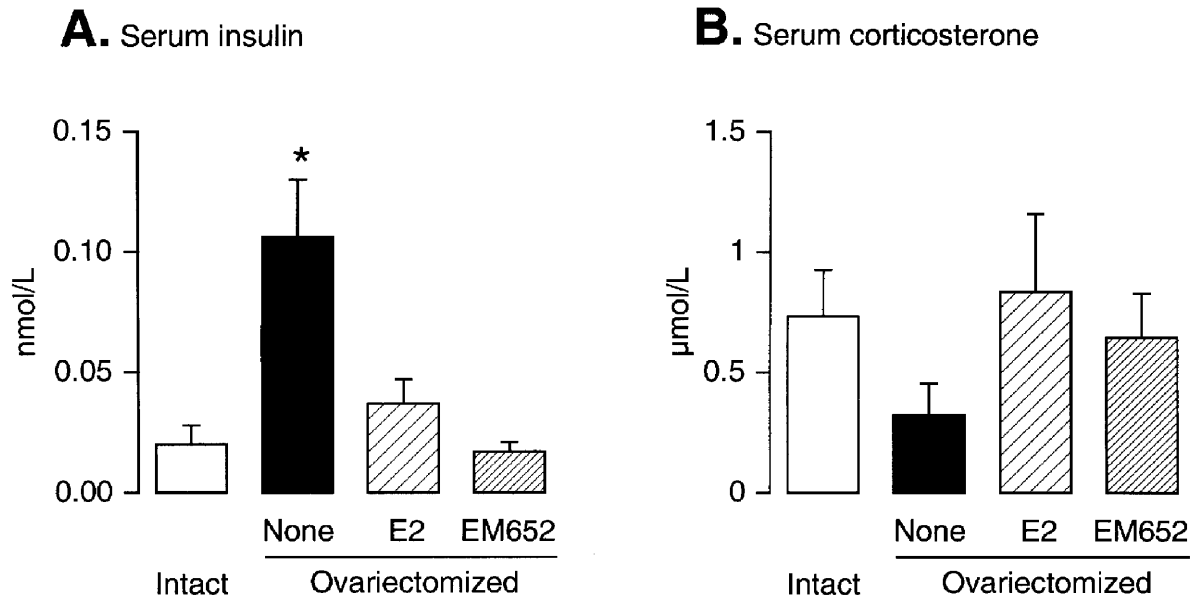 A. Serum insulin
nmol/L
0.15
0.10
0.05
0.00
*
None E2 EM652
Intact Ovariectomized
B. Serum corticosterone
µmol/L
1.5
1
0.5
0
None E2 EM652
Intact Ovariectomized